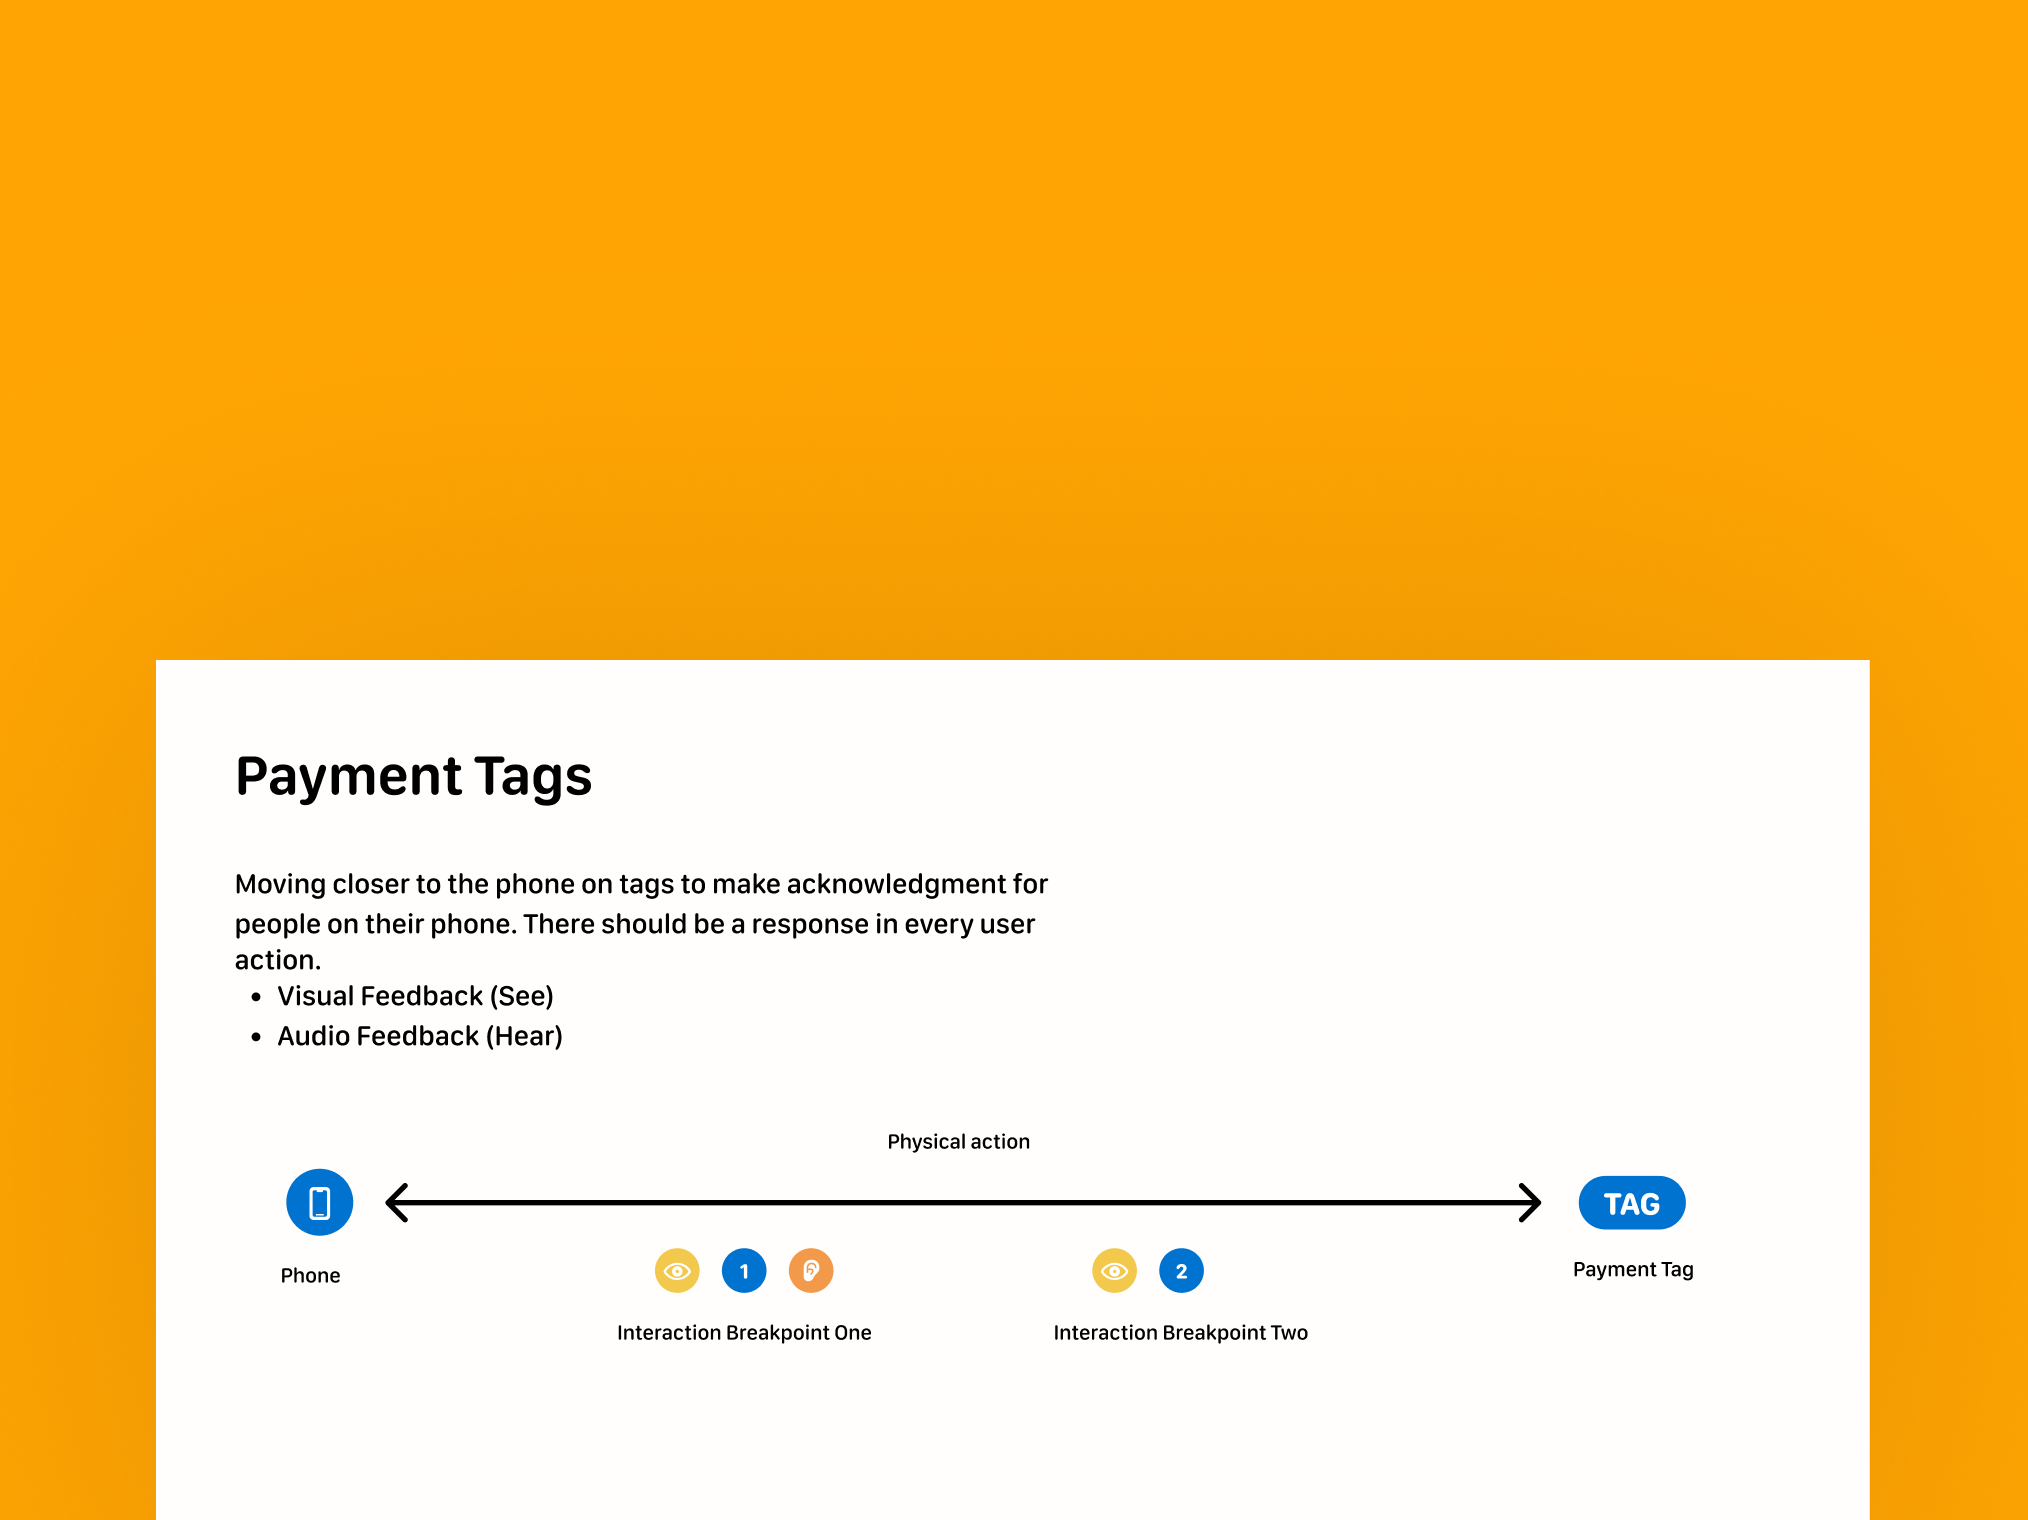 Payment Tags
Moving closer to the phone on tags to make acknowledgment for
people on their phone. There should be a response in every user
action.
• Visual Feedback (See)
• Audio Feedback (Hear)
Physical action
TAG
Phone
1
2
Payment Tag
Interaction Breakpoint One
Interaction Breakpoint Two